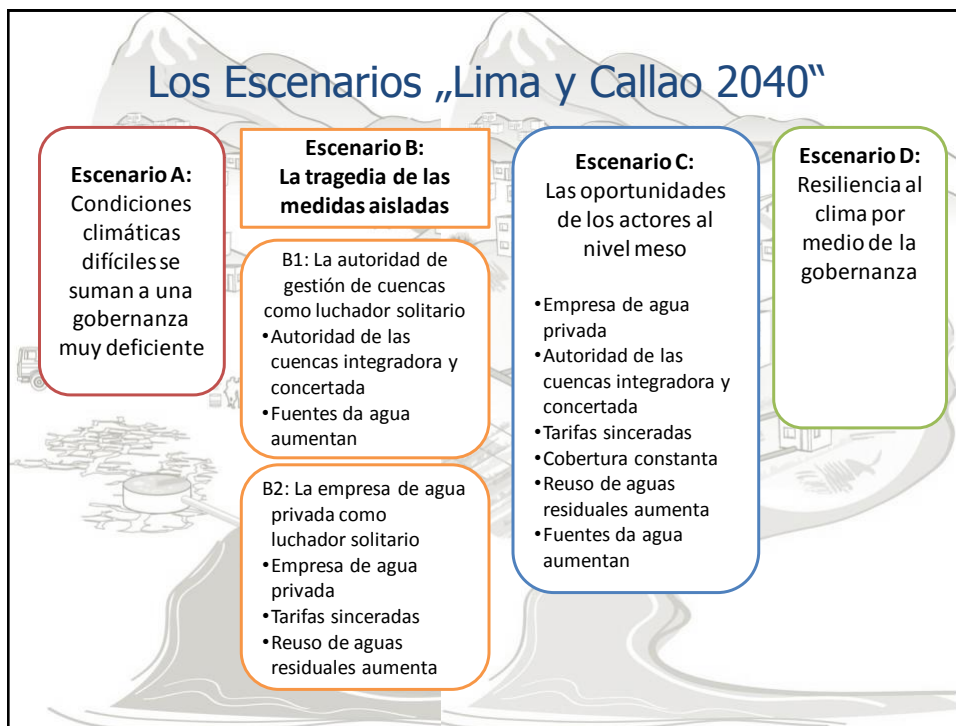 Los Escenarios „Lima y Callao 2040“
Escenario A:
Condiciones
climáticas
difíciles se
suman a una
gobernanza
muy deficiente
Escenario B:
La tragedia de las
medidas aisladas
B1: La autoridad de
gestión de cuencas
como luchador solitario
•Autoridad de las
cuencas integradora y
concertada
•Fuentes da agua
aumentan
B2: La empresa de agua
privada como
luchador solitario
•Empresa de agua
privada
•Tarifas sinceradas
•Reuso de aguas
residuales aumenta
Escenario C:
Las oportunidades
de los actores al
nivel meso
•Empresa de agua
privada
•Autoridad de las
cuencas integradora y
concertada
•Tarifas sinceradas
•Cobertura constanta
•Reuso de aguas
residuales aumenta
•Fuentes da agua
aumentan
Escenario D:
Resiliencia al
clima por
medio de la
gobernanza